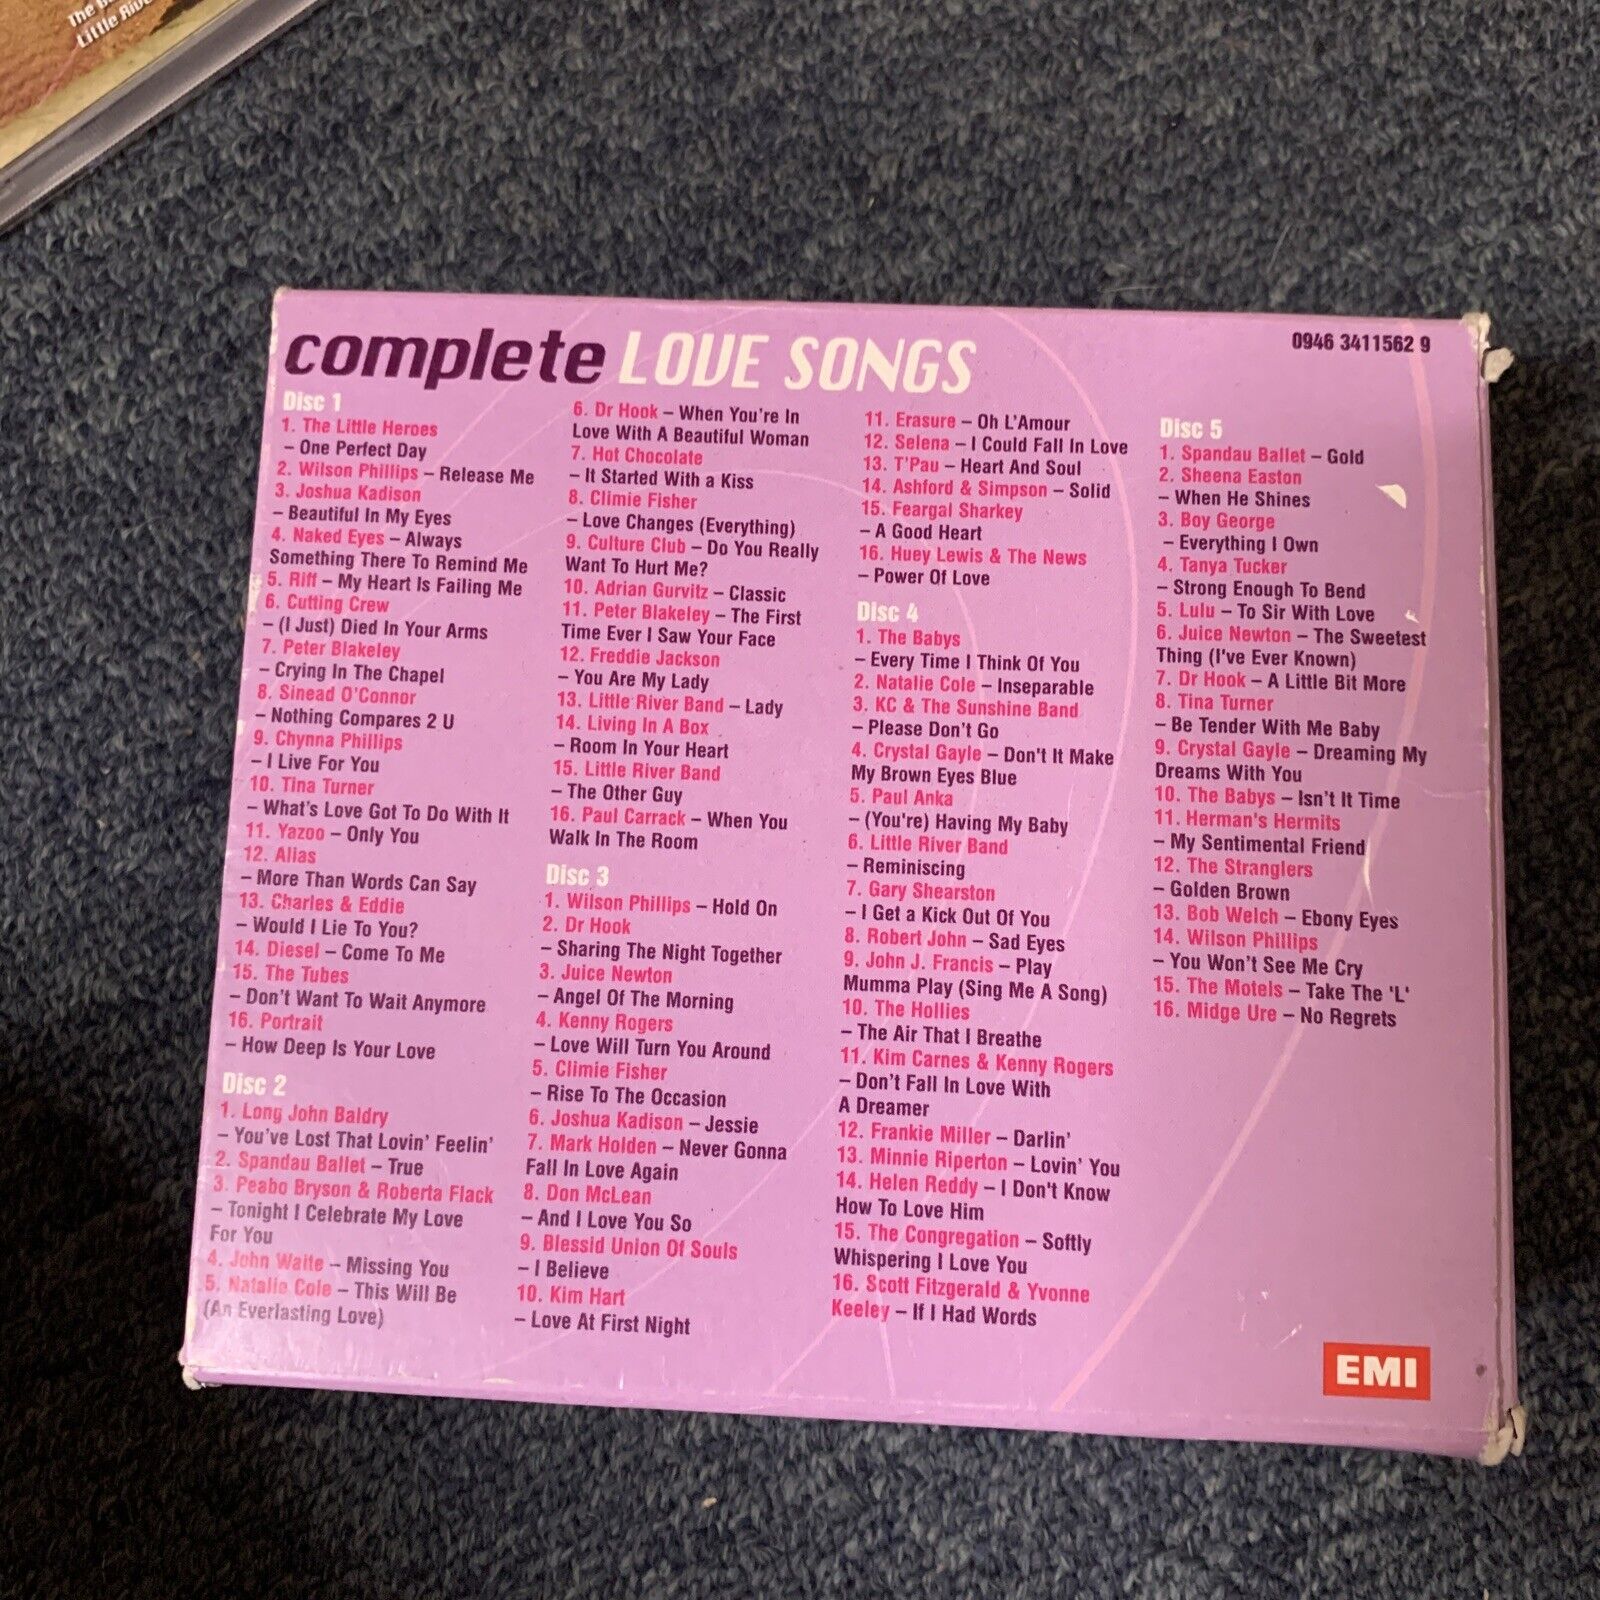 Little River
complete LOVE SONGS
0946 3411562 9
Disc 1
1. The Little Heroes
– One Perfect Day
2. Wilson Phillips – Release Me
3. Joshua Kadison
– Beautiful In My Eyes
4. Naked Eyes – Always
Something There To Remind Me
5. Riff – My Heart Is Failing Me
6. Cutting Crew
– (I Just) Died In Your Arms
7. Peter Blakeley
– Crying In The Chapel
8. Sinead O'Connor
– Nothing Compares 2 U
9. Chynna Phillips
– I Live For You
10. Tina Turner
– What's Love Got To Do With It
11. Yazoo – Only You
12. Alias
– More Than Words Can Say
13. Charles & Eddie
– Would I Lie To You?
14. Diesel – Come To Me
15. The Tubes
– Don't Want To Wait Anymore
16. Portrait
– How Deep Is Your Love
Disc 2
1. Long John Baldry
– You've Lost That Lovin' Feelin'
2. Spandau Ballet – True
3. Peabo Bryson & Roberta Flack
– Tonight I Celebrate My Love
For You
4. John Waite – Missing You
5. Natalie Cole – This Will Be
(An Everlasting Love)
6. Dr Hook – When You're In
Love With A Beautiful Woman
7. Hot Chocolate
– It Started With a Kiss
8. Climie Fisher
– Love Changes (Everything)
9. Culture Club – Do You Really
Want To Hurt Me?
10. Adrian Gurvitz – Classic
11. Peter Blakeley – The First
Time Ever I Saw Your Face
12. Freddie Jackson
– You Are My Lady
13. Little River Band – Lady
14. Living In A Box
– Room In Your Heart
15. Little River Band
– The Other Guy
16. Paul Carrack – When You
Walk In The Room
Disc 3
1. Wilson Phillips – Hold On
2. Dr Hook
– Sharing The Night Together
3. Juice Newton
– Angel Of The Morning
4. Kenny Rogers
– Love Will Turn You Around
5. Climie Fisher
– Rise To The Occasion
6. Joshua Kadison – Jessie
7. Mark Holden – Never Gonna
Fall In Love Again
8. Don McLean
– And I Love You So
9. Blessid Union Of Souls
– I Believe
10. Kim Hart
– Love At First Night
11. Erasure – Oh L'Amour
12. Selena – I Could Fall In Love
13. T'Pau – Heart And Soul
14. Ashford & Simpson – Solid
15. Feargal Sharkey
– A Good Heart
16. Huey Lewis & The News
– Power Of Love
Disc 4
1. The Babys
– Every Time I Think Of You
2. Natalie Cole – Inseparable
3. KC & The Sunshine Band
– Please Don't Go
4. Crystal Gayle – Don't It Make
My Brown Eyes Blue
5. Paul Anka
– (You're) Having My Baby
6. Little River Band
– Reminiscing
7. Gary Shearston
– I Get a Kick Out Of You
8. Robert John – Sad Eyes
9. John J. Francis – Play
Mumma Play (Sing Me A Song)
10. The Hollies
– The Air That I Breathe
11. Kim Carnes & Kenny Rogers
– Don't Fall In Love With
A Dreamer
12. Frankie Miller – Darlin'
13. Minnie Riperton – Lovin' You
14. Helen Reddy – I Don't Know
How To Love Him
15. The Congregation – Softly
Whispering I Love You
16. Scott Fitzgerald & Yvonne
Keeley – If I Had Words
Disc 5
1. Spandau Ballet – Gold
2. Sheena Easton
– When He Shines
3. Boy George
– Everything I Own
4. Tanya Tucker
– Strong Enough To Bend
5. Lulu – To Sir With Love
6. Juice Newton – The Sweetest
Thing (I've Ever Known)
7. Dr Hook – A Little Bit More
8. Tina Turner
– Be Tender With Me Baby
9. Crystal Gayle – Dreaming My
Dreams With You
10. The Babys – Isn't It Time
11. Herman's Hermits
– My Sentimental Friend
12. The Stranglers
– Golden Brown
13. Bob Welch – Ebony Eyes
14. Wilson Phillips
– You Won't See Me Cry
15. The Motels – Take The 'L'
16. Midge Ure – No Regrets
EMI